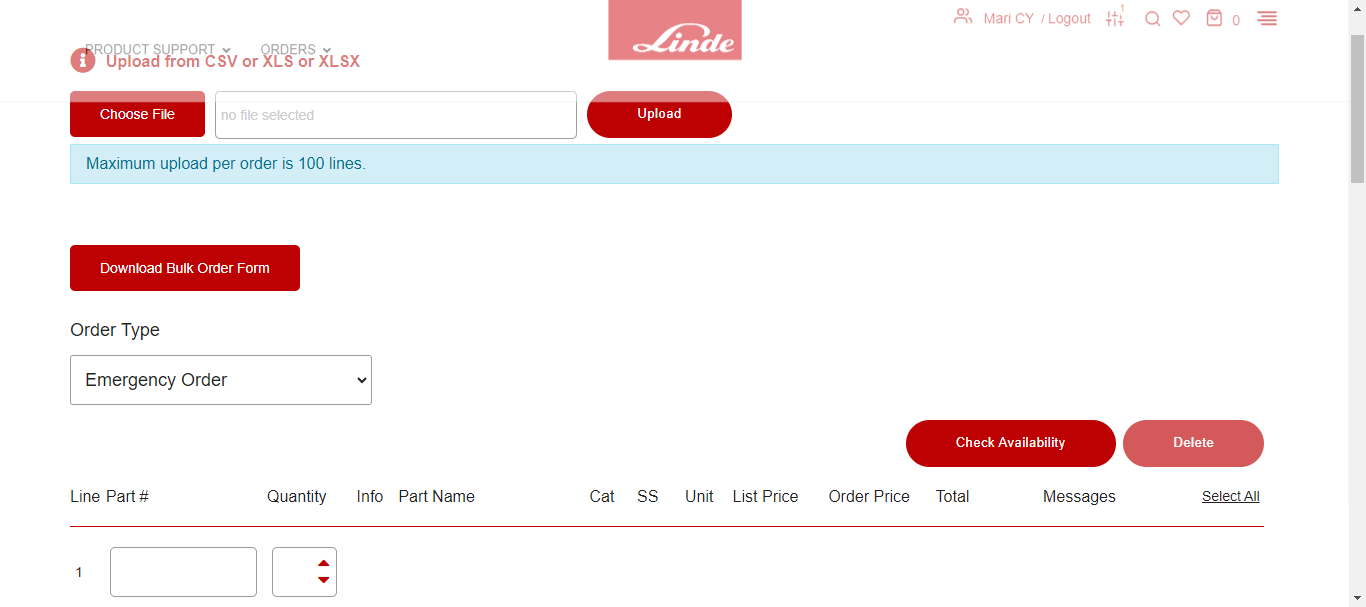 Mari CY / Logout
1
0
Linde
PRODUCT SUPPORT ORDERS
Upload from CSV or XLS or XLSX
Choose File no file selected Upload
Maximum upload per order is 100 lines.
Download Bulk Order Form
Order Type
Emergency Order
Check Availability Delete
Line Part # Quantity Info Part Name Cat SS Unit List Price Order Price Total Messages Select All
1